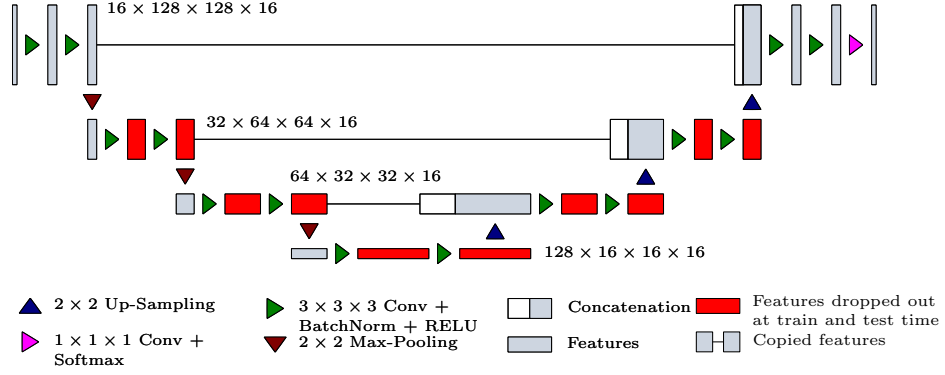 16 × 128 × 128 × 16
32 × 64 × 64 × 16
64 × 32 × 32 × 16
128 × 16 × 16 × 16
2 × 2 Up-Sampling
1 × 1 × 1 Conv +
Softmax
3 × 3 × 3 Conv +
BatchNorm + RELU
2 × 2 Max-Pooling
Concatenation
Features
Features dropped out
at train and test time
Copied features